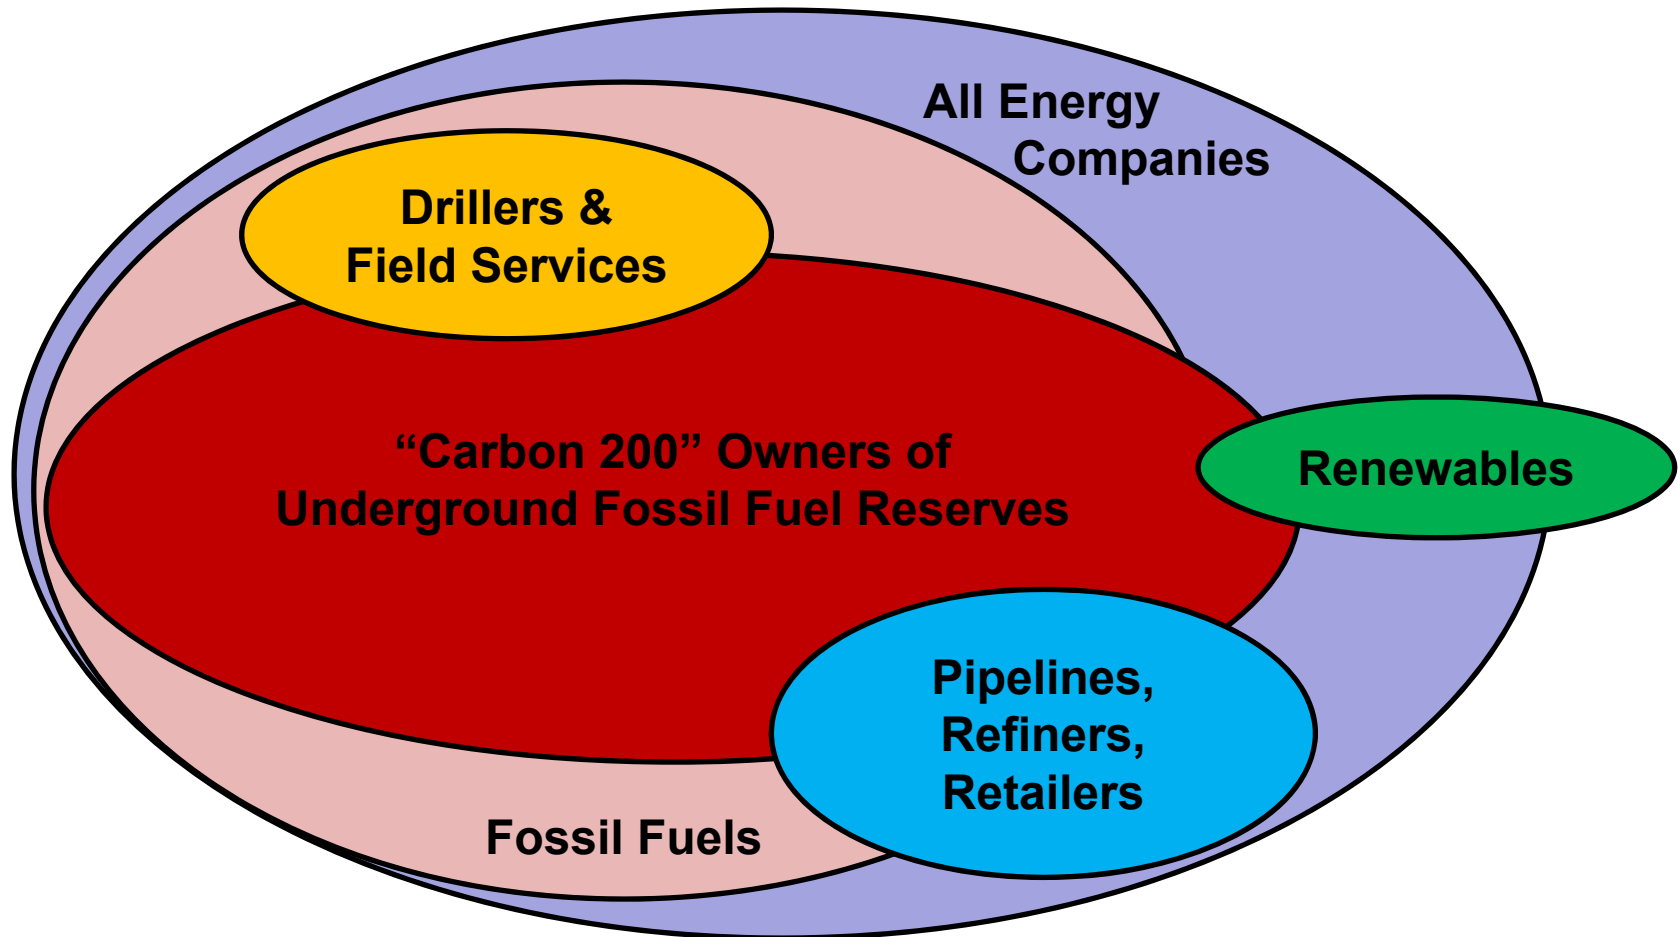 All Energy
Companies
Drillers &
Field Services
“Carbon 200” Owners of
Underground Fossil Fuel Reserves
Renewables
Pipelines,
Refiners,
Retailers
Fossil Fuels